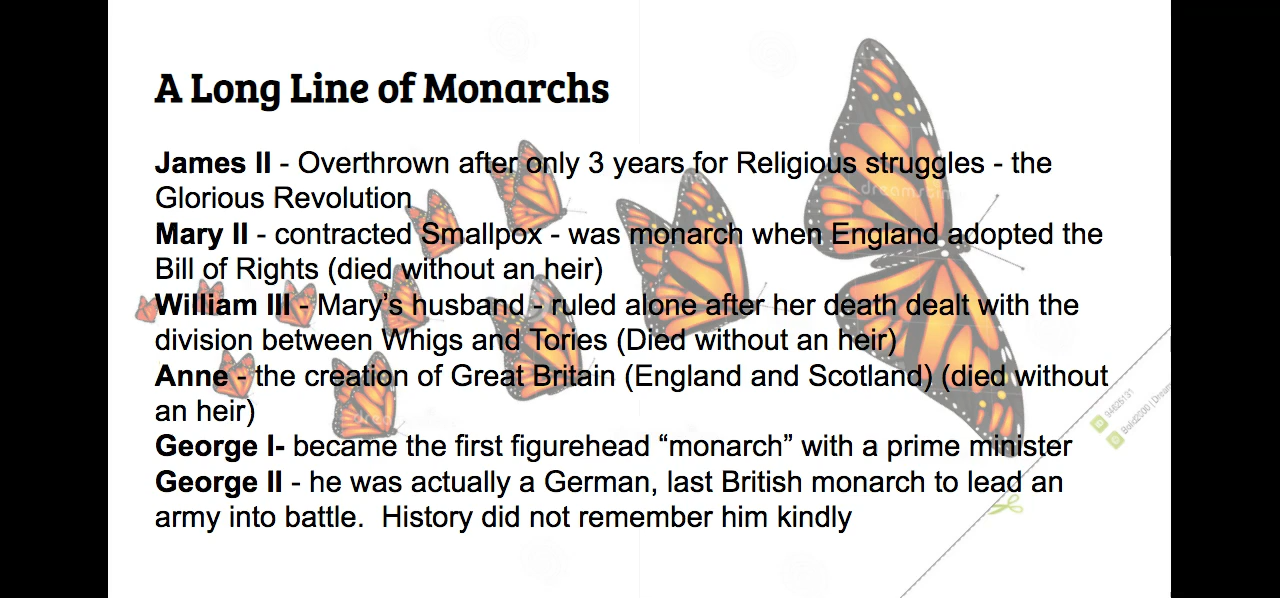 A Long Line of Monarchs
James II - Overthrown after only 3 years for Religious struggles - the
Glorious Revolution
Mary II - contracted Smallpox - was monarch when England adopted the
Bill of Rights (died without an heir)
William III - Mary's husband - ruled alone after her death dealt with the
division between Whigs and Tories (Died without an heir)
Anne - the creation of Great Britain (England and Scotland) (died without
an heir)
George I- became the first figurehead “monarch” with a prime minister
George II - he was actually a German, last British monarch to lead an
army into battle.  History did not remember him kindly
94625131